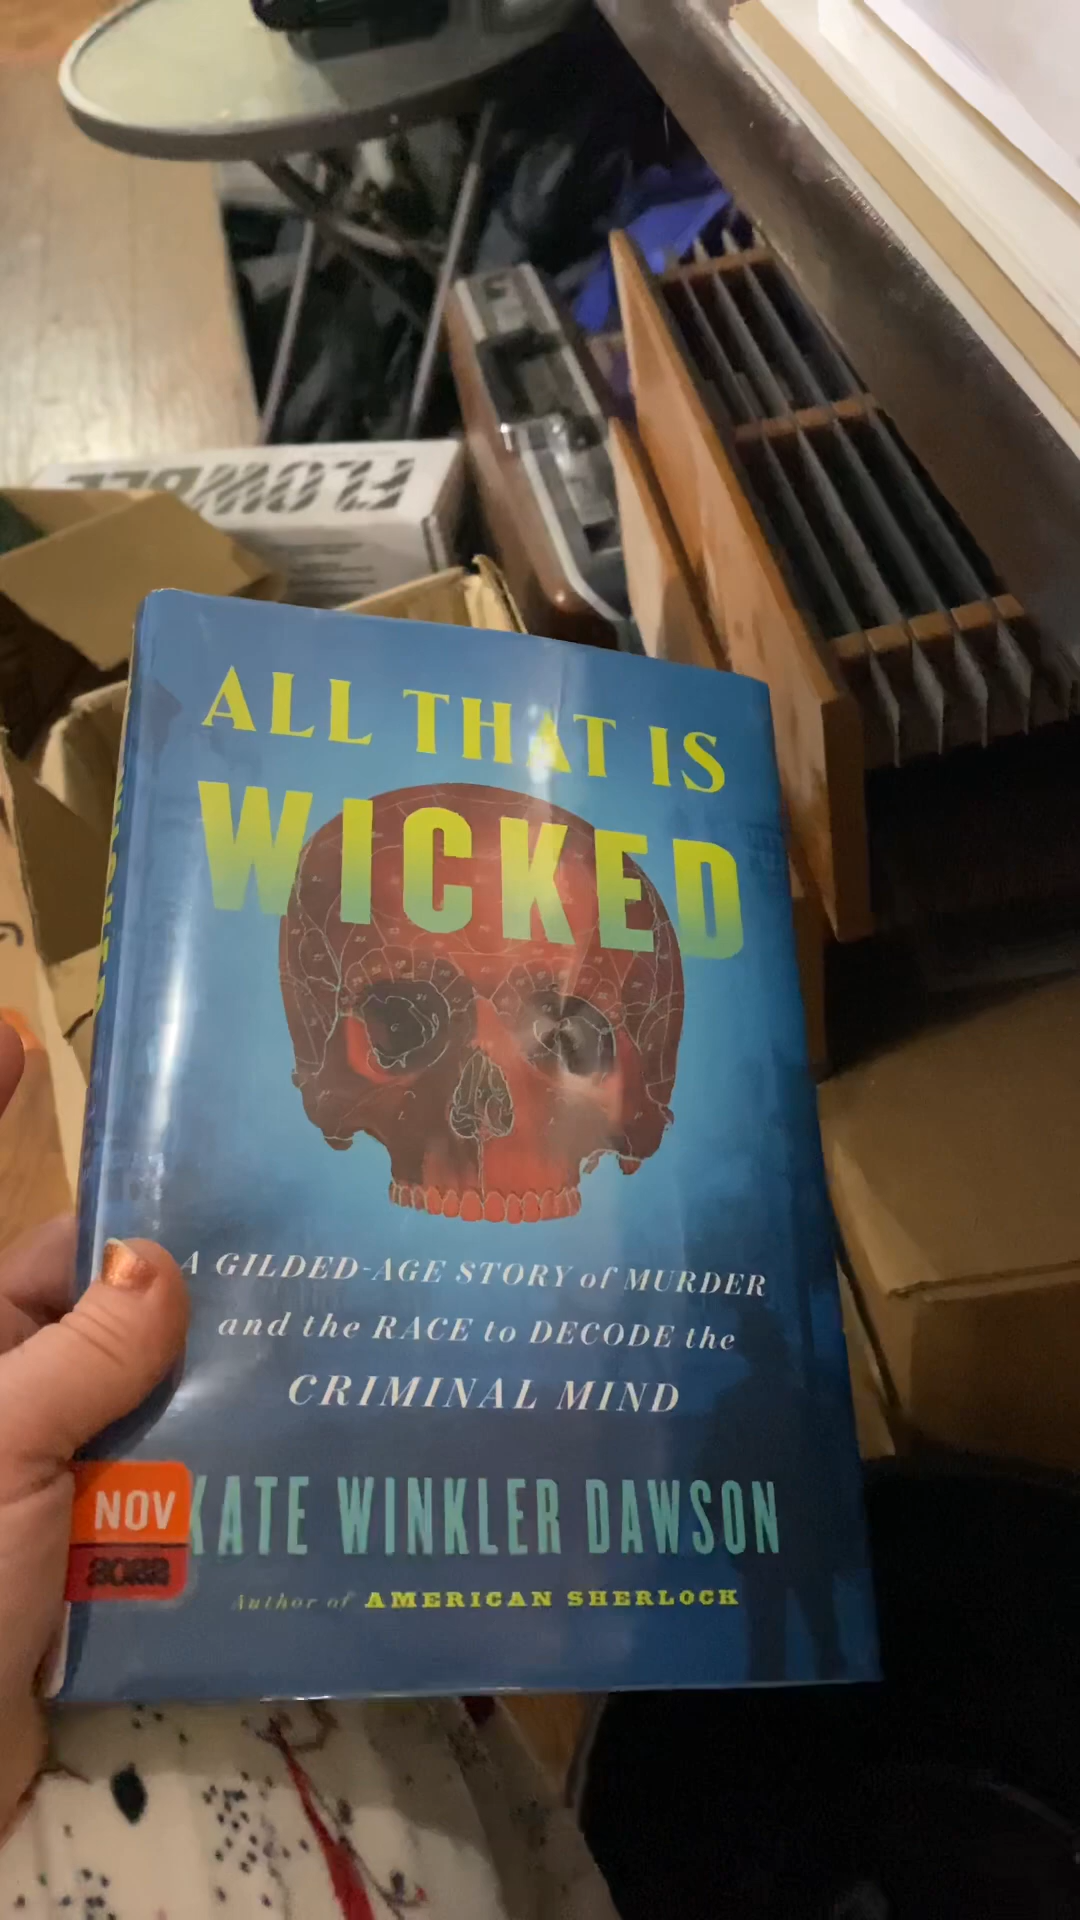 ALL THAT IS
WICKED
A GILDED-AGE STORY of MURDER
and the RACE to DECODE the
CRIMINAL MIND
NOV
2022
KATE WINKLER DAWSON
Author of AMERICAN SHERLOCK